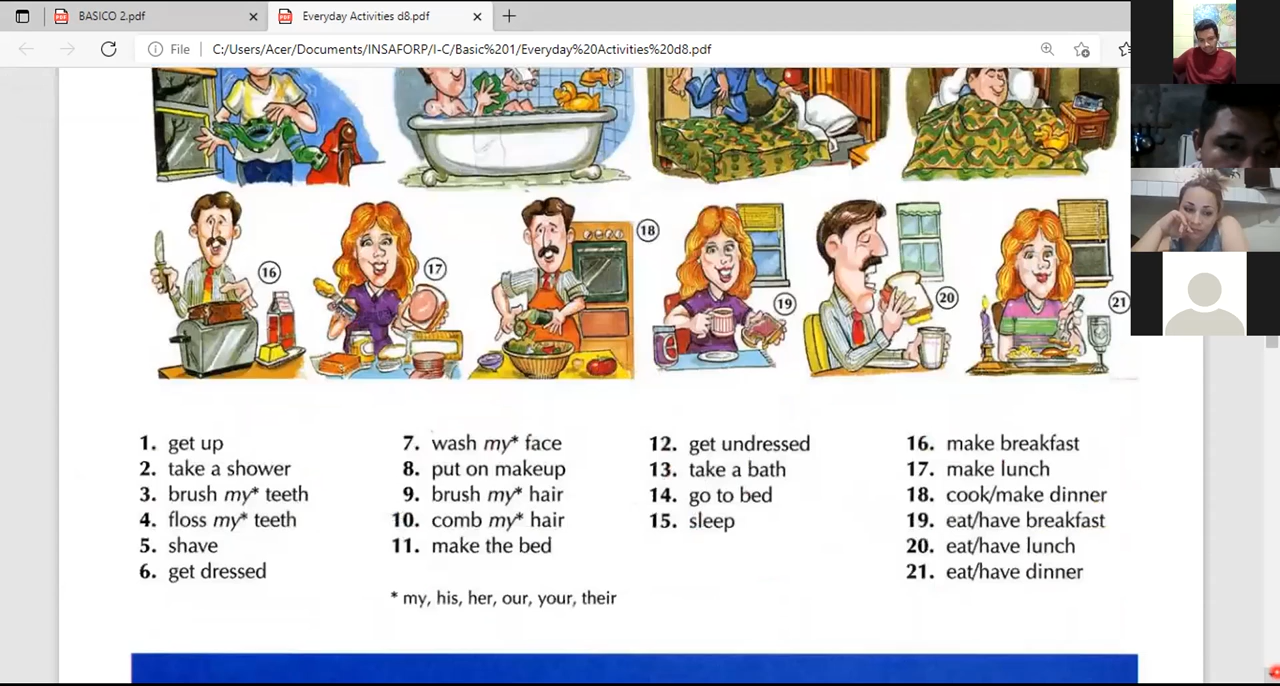 BASICO 2.pdf
Everyday Activities d8.pdf
File C:/Users/Acer/Documents/INSAFORP/I-C/Basic%201/Everyday%20Activities%20d8.pdf
16 17 18 19 20 21
1. get up
2. take a shower
3. brush my* teeth
4. floss my* teeth
5. shave
6. get dressed
7. wash my* face
8. put on makeup
9. brush my* hair
10. comb my* hair
11. make the bed
* my, his, her, our, your, their
12. get undressed
13. take a bath
14. go to bed
15. sleep
16. make breakfast
17. make lunch
18. cook/make dinner
19. eat/have breakfast
20. eat/have lunch
21. eat/have dinner